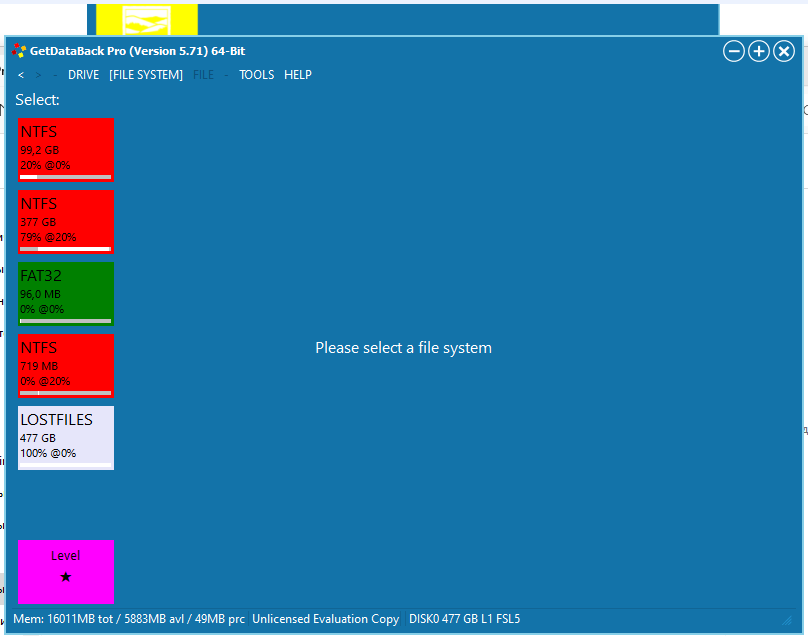 GetDataBack Pro (Version 5.71) 64-Bit
< > - DRIVE [FILE SYSTEM] FILE - TOOLS HELP
Select:
NTFS
99,2 GB
20% @0%
NTFS
377 GB
79% @20%
FAT32
96,0 MB
0% @0%
NTFS
719 MB
0% @20%
LOSTFILES
477 GB
100% @0%
Please select a file system
Level
★
Mem: 16011MB tot / 5883MB avl / 49MB prc Unlicensed Evaluation Copy DISK0 477 GB L1 FSL5